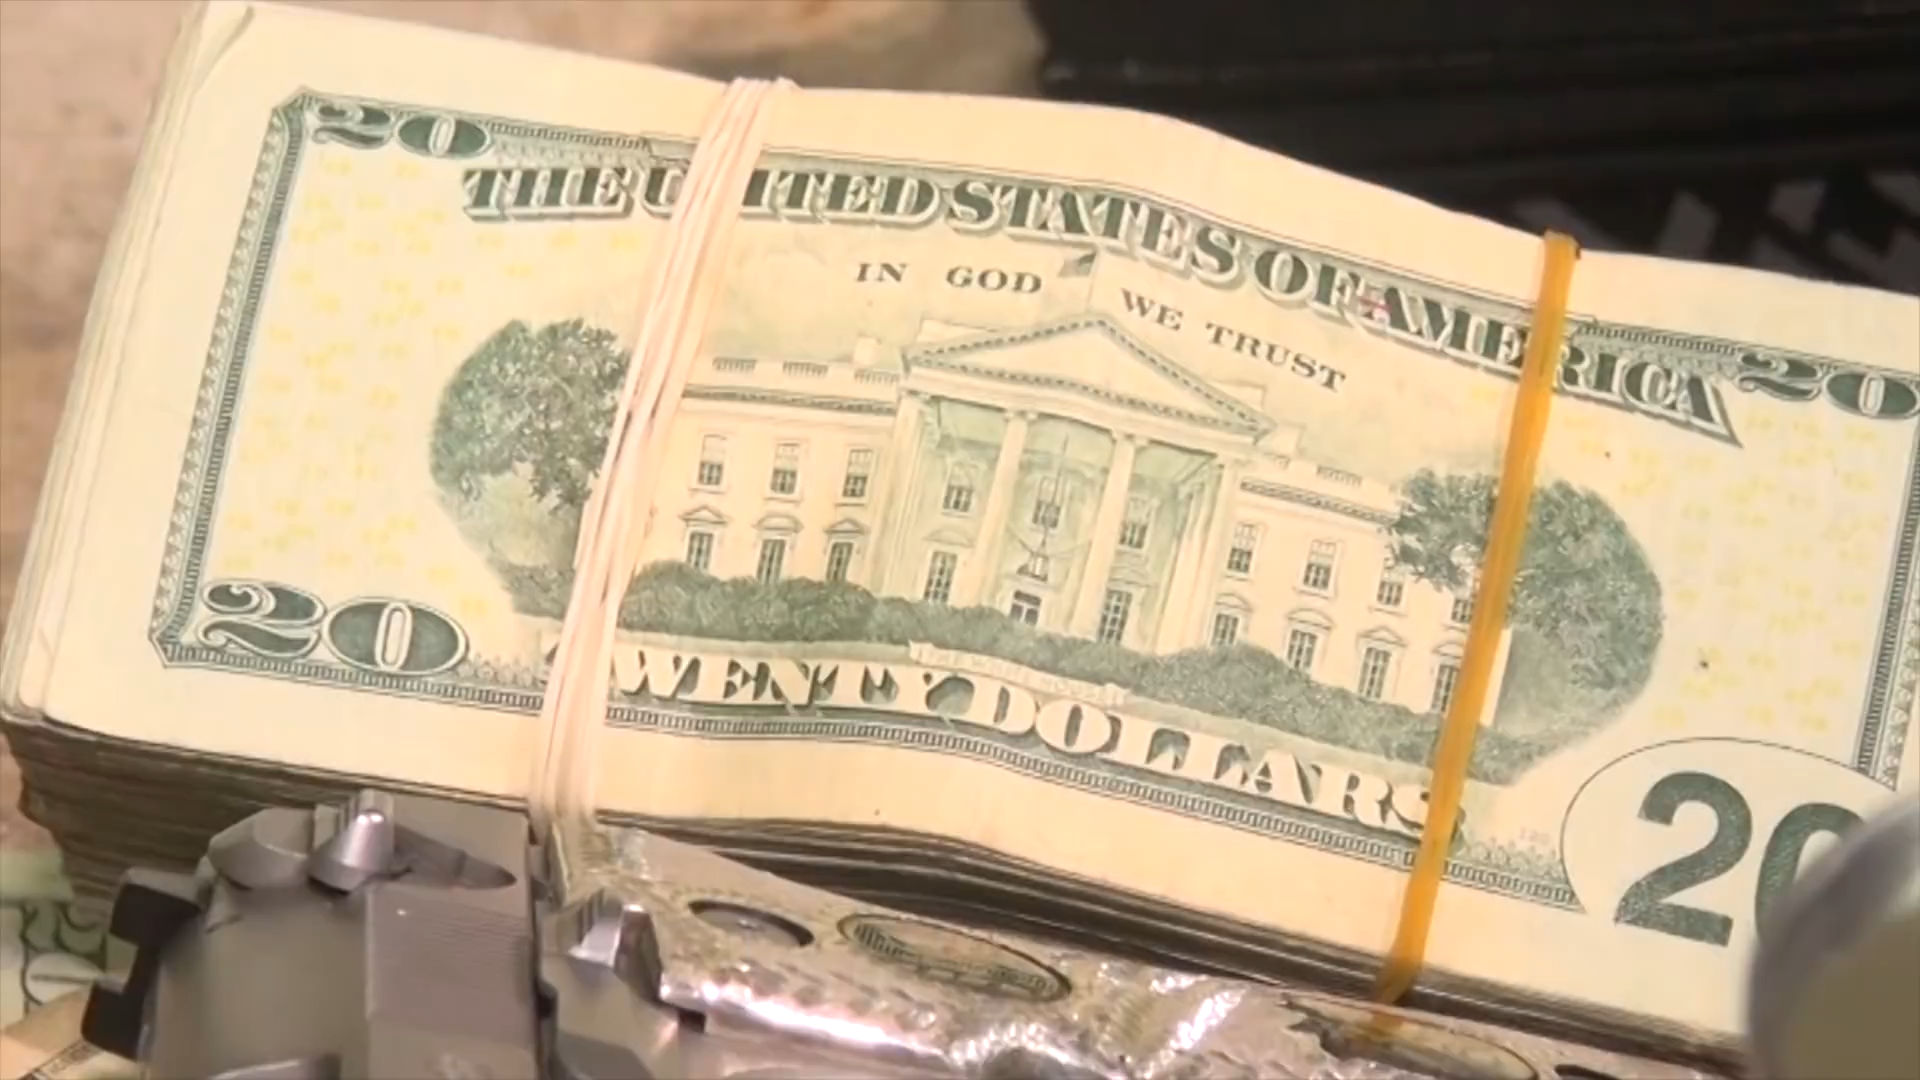 20
THE UNITED STATES OF AMERICA
20
IN GOD WE TRUST
20
TWENTY DOLLARS
20